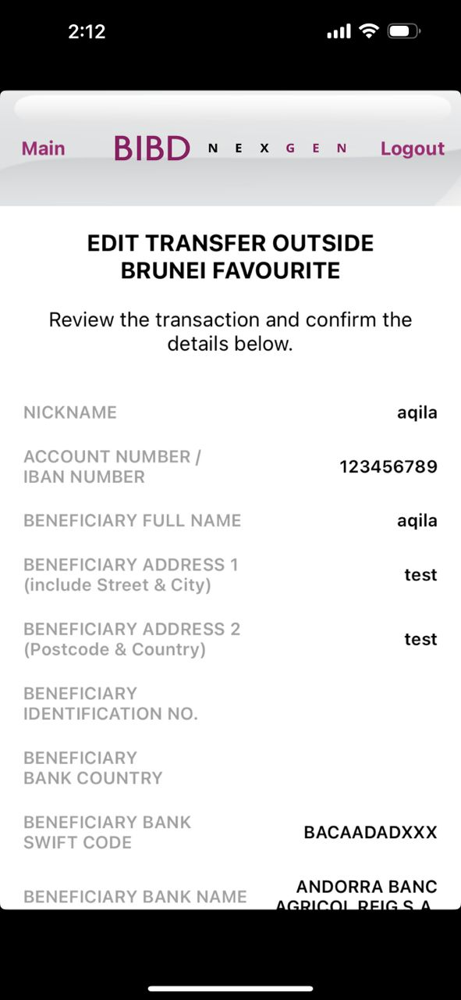 2:12
Main BIBD NEXGEN Logout
EDIT TRANSFER OUTSIDE
BRUNEI FAVOURITE
Review the transaction and confirm the
details below.
NICKNAME aqila
ACCOUNT NUMBER /
IBAN NUMBER 123456789
BENEFICIARY FULL NAME aqila
BENEFICIARY ADDRESS 1
(include Street & City) test
BENEFICIARY ADDRESS 2
(Postcode & Country) test
BENEFICIARY
IDENTIFICATION NO.
BENEFICIARY
BANK COUNTRY
BENEFICIARY BANK
SWIFT CODE BACAADADXXX
BENEFICIARY BANK NAME ANDORRA BANC
AGRICOL REIG S.A.